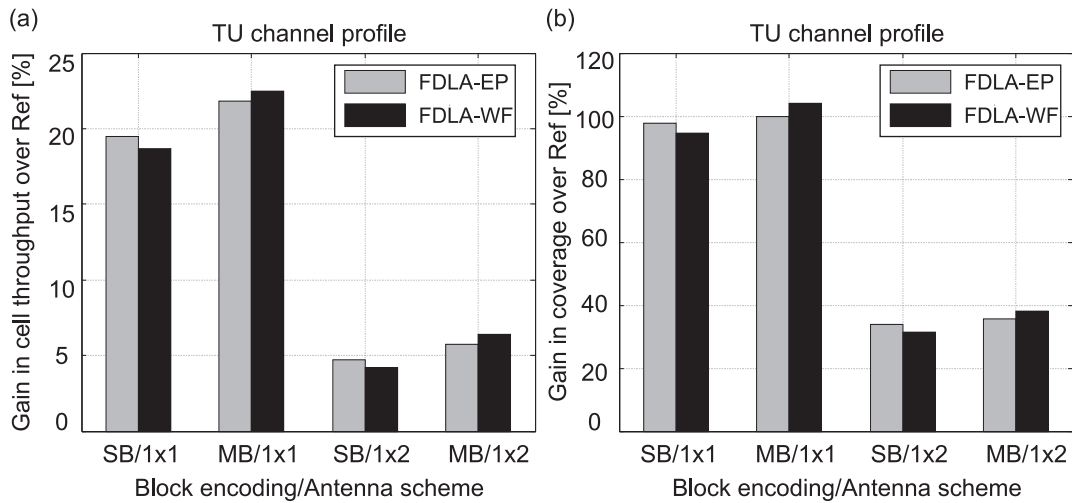 (a)
TU channel profile
Gain in cell throughput over Ref [%]
25
20
15
10
5
0
FDLA-EP
FDLA-WF
SB/1x1 MB/1x1 SB/1x2 MB/1x2
Block encoding/Antenna scheme
(b)
TU channel profile
Gain in coverage over Ref [%]
120
100
80
60
40
20
0
FDLA-EP
FDLA-WF
SB/1x1 MB/1x1 SB/1x2 MB/1x2
Block encoding/Antenna scheme